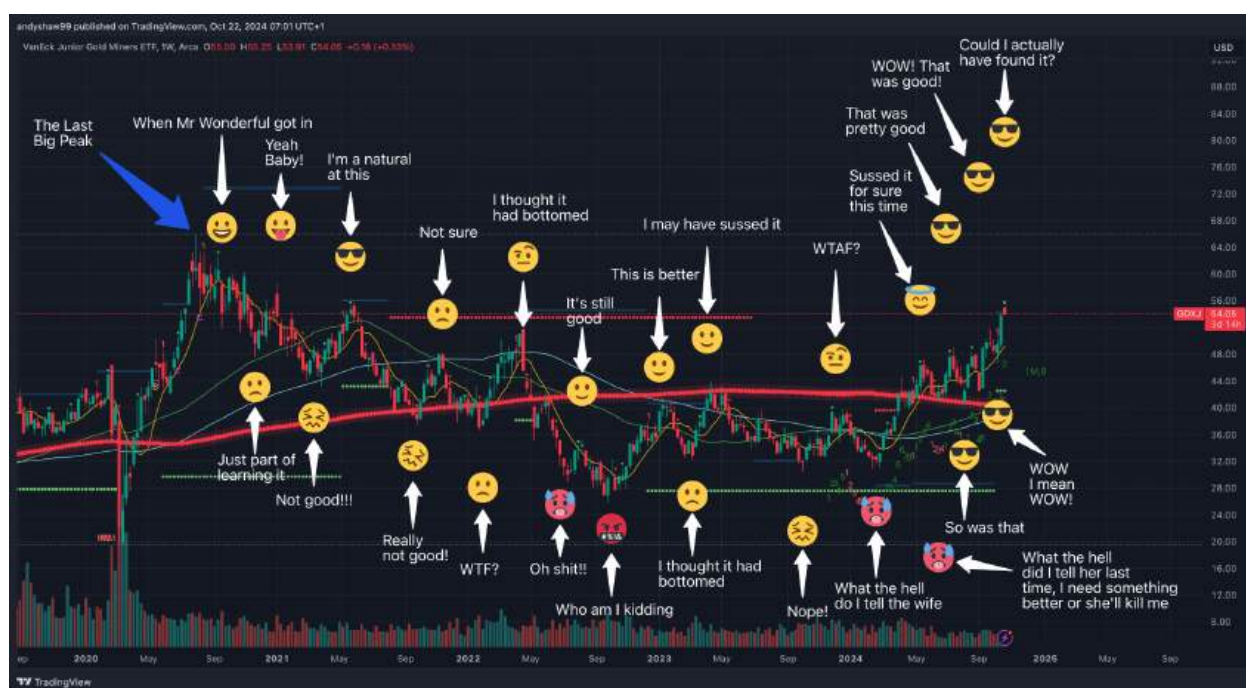 andyshaw99 published on TradingView.com, Oct 22, 2024 07:01 UTC+1
VanEck Junior Gold Miners ETF, 1W, Arca
USD
Could I actually
have found it?
WOW! That
was good!
That was
pretty good
Sussed it
for sure
this time
The Last
Big Peak
When Mr Wonderful got in
Yeah
Baby!
I'm a natural
at this
Not sure
I thought it
had bottomed
It's still
good
This is better
I may have sussed it
WTAF?
Just part of
learning it
Not good!!!
Really
not good!
WTF?
Oh shit!!
Who am I kidding
I thought it had
bottomed
Nope!
What the hell
do I tell the wife
So was that
WOW
I mean
WOW!
What the hell
did I tell her last
time, I need something
better or she'll kill me
88.00
84.00
80.00
76.00
72.00
68.00
64.00
60.00
56.00
GDXJ 54.05
3d 14h
48.00
44.00
40.00
36.00
32.00
28.00
24.00
20.00
16.00
12.00
8.00
2020 May Sep 2021 May Sep 2022 May Sep 2023 May Sep 2024 May Sep 2025 May Sep
TradingView